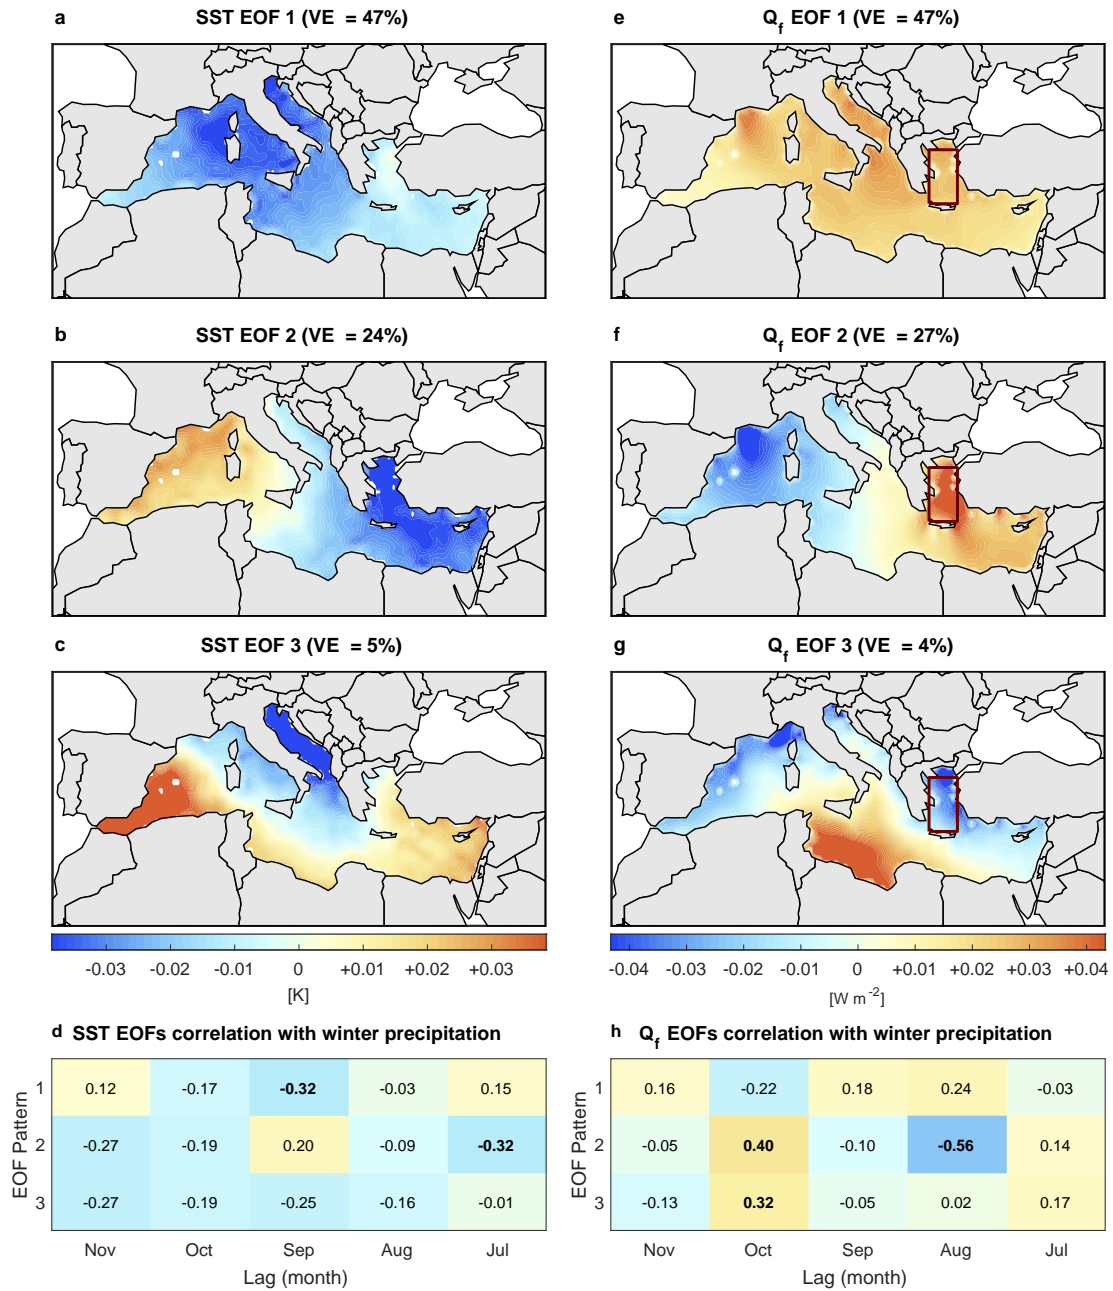 a SST EOF 1 (VE = 47%)
b SST EOF 2 (VE = 24%)
c SST EOF 3 (VE = 5%)
-0.03 -0.02 -0.01 0 +0.01 +0.02 +0.03
[K]
d SST EOFs correlation with winter precipitation
EOF Pattern
1 0.12 -0.17 -0.32 -0.03 0.15
2 -0.27 -0.19 0.20 -0.09 -0.32
3 -0.27 -0.19 -0.25 -0.16 -0.01
Nov Oct Sep Aug Jul
Lag (month)
e Q_f EOF 1 (VE = 47%)
f Q_f EOF 2 (VE = 27%)
g Q_f EOF 3 (VE = 4%)
-0.04 -0.03 -0.02 -0.01 0 +0.01 +0.02 +0.03 +0.04
[W m^-2]
h Q_f EOFs correlation with winter precipitation
EOF Pattern
1 0.16 -0.22 0.18 0.24 -0.03
2 -0.05 0.40 -0.10 -0.56 0.14
3 -0.13 0.32 -0.05 0.02 0.17
Nov Oct Sep Aug Jul
Lag (month)